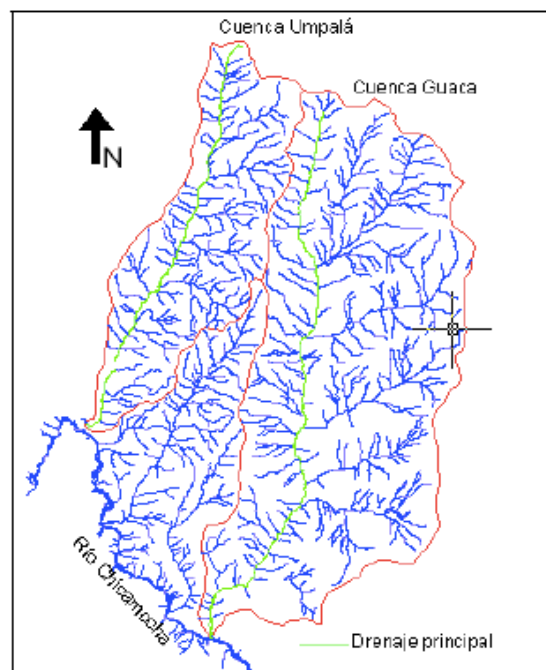 Cuenca Umpalá
Cuenca Guaca
N
Río Chicamocha
Drenaje principal